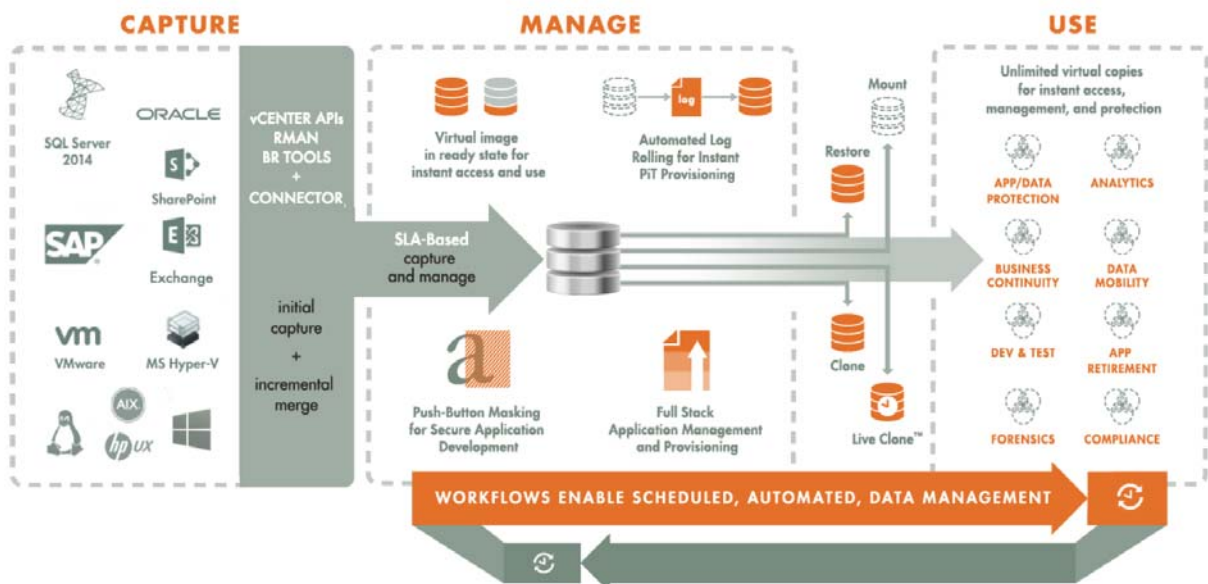 CAPTURE
MANAGE
USE
SQL Server
2014
ORACLE
S
SharePoint
SAP
E
Exchange
vm
VMware
MS Hyper-V
AIX
hp UX
vCENTER APIs
RMAN
BR TOOLS
+
CONNECTOR
initial
capture
+
incremental
merge
Virtual image
in ready state for
instant access and use
log
Automated Log
Rolling for Instant
PiT Provisioning
SLA-Based
capture
and manage
a
Push-Button Masking
for Secure Application
Development
Full Stack
Application Management
and Provisioning
Mount
Restore
Clone
Live Clone™
Unlimited virtual copies
for instant access,
management, and protection
APP/DATA
PROTECTION
ANALYTICS
BUSINESS
CONTINUITY
DATA
MOBILITY
DEV & TEST
APP
RETIREMENT
FORENSICS
COMPLIANCE
WORKFLOWS ENABLE SCHEDULED, AUTOMATED, DATA MANAGEMENT